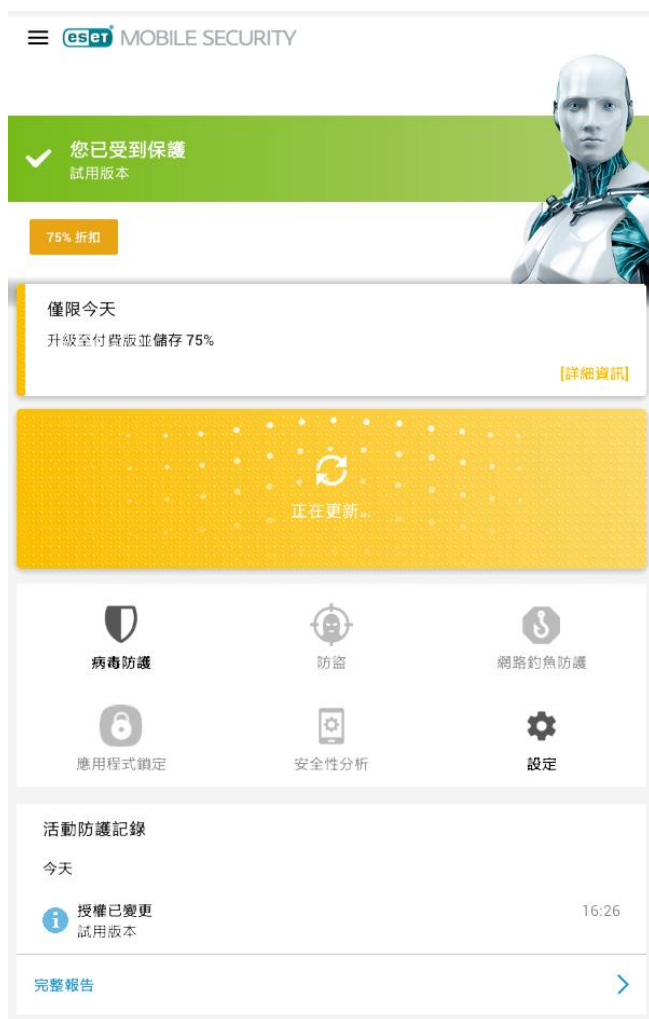 eset MOBILE SECURITY
您已受到保護
試用版本
75% 折扣
僅限今天
升級至付費版並儲存 75%
[詳細資訊]
正在更新...
病毒防護
防盜
網路釣魚防護
應用程式鎖定
安全性分析
設定
活動防護記錄
今天
授權已變更
16:26
試用版本
完整報告